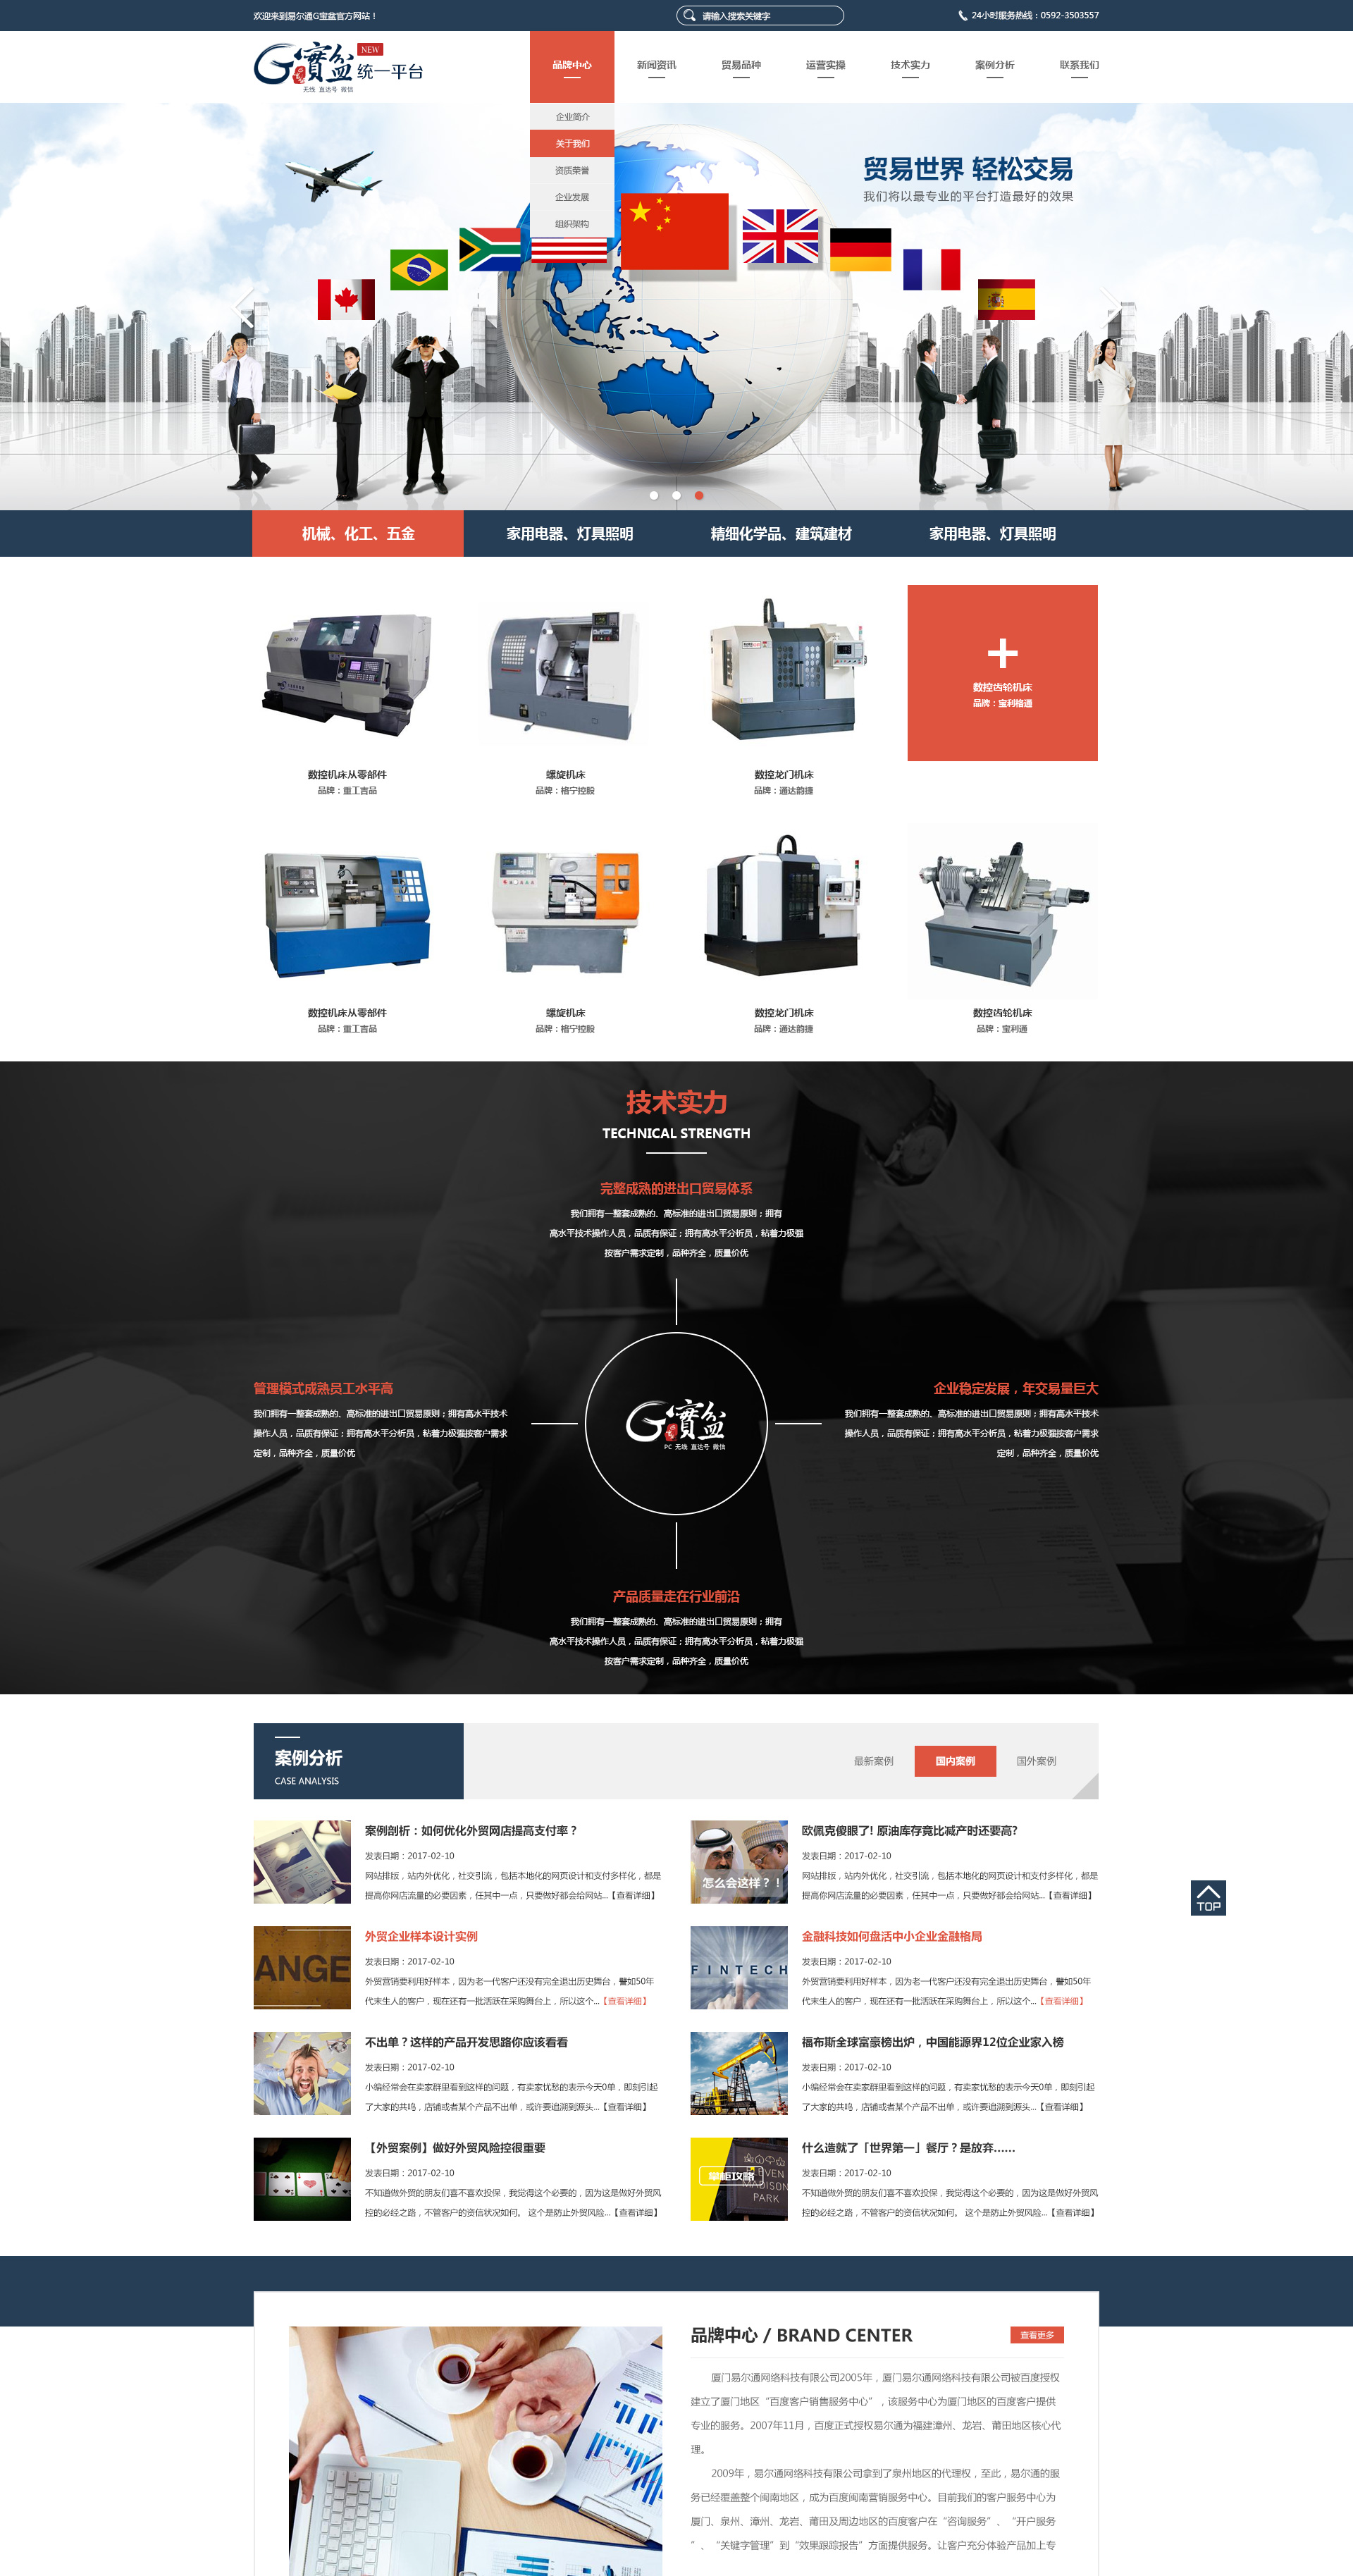 欢迎来到易尔通G宝盆官方网站！
请输入搜索关键字
24小时服务热线：0592-3503557
G寶盆 NEW 统一平台
无线 直达号 微信
品牌中心 新闻资讯 贸易品种 运营实操 技术实力 案例分析 联系我们
企业简介
关于我们
资质荣誉
企业发展
组织架构
贸易世界 轻松交易
我们将以最专业的平台打造最好的效果
机械、化工、五金 家用电器、灯具照明 精细化学品、建筑建材 家用电器、灯具照明
数控齿轮机床
品牌：宝利格通
数控机床从零部件 螺旋机床 数控龙门机床
品牌：重工吉品 品牌：格宁控股 品牌：通达韵捷
数控机床从零部件 螺旋机床 数控龙门机床 数控齿轮机床
品牌：重工吉品 品牌：格宁控股 品牌：通达韵捷 品牌：宝利通
技术实力
TECHNICAL STRENGTH
完整成熟的进出口贸易体系
我们拥有一整套成熟的、高标准的进出口贸易原则；拥有
高水平技术操作人员，品质有保证；拥有高水平分析员，粘着力极强
按客户需求定制，品种齐全，质量价优
管理模式成熟员工水平高
我们拥有一整套成熟的、高标准的进出口贸易原则；拥有高水平技术
操作人员，品质有保证；拥有高水平分析员，粘着力极强按客户需求
定制，品种齐全，质量价优
G寶盆
PC 无线 直达号 微信
企业稳定发展，年交易量巨大
我们拥有一整套成熟的、高标准的进出口贸易原则；拥有高水平技术
操作人员，品质有保证；拥有高水平分析员，粘着力极强按客户需求
定制，品种齐全，质量价优
产品质量走在行业前沿
我们拥有一整套成熟的、高标准的进出口贸易原则；拥有
高水平技术操作人员，品质有保证；拥有高水平分析员，粘着力极强
按客户需求定制，品种齐全，质量价优
案例分析
CASE ANALYSIS
最新案例 国内案例 国外案例
案例剖析：如何优化外贸网店提高支付率？
发表日期：2017-02-10
网站排版，站内外优化，社交引流，包括本地化的网页设计和支付多样化，都是
提高你网店流量的必要因素，任其中一点，只要做好都会给网站...【查看详细】
怎么会这样？！
欧佩克傻眼了! 原油库存竟比减产时还要高?
发表日期：2017-02-10
网站排版，站内外优化，社交引流，包括本地化的网页设计和支付多样化，都是
提高你网店流量的必要因素，任其中一点，只要做好都会给网站...【查看详细】
TOP
ANGE
外贸企业样本设计实例
发表日期：2017-02-10
外贸营销要利用好样本，因为老一代客户还没有完全退出历史舞台，譬如50年
代末生人的客户，现在还有一批活跃在采购舞台上，所以这个...【查看详细】
FINTECH
金融科技如何盘活中小企业金融格局
发表日期：2017-02-10
外贸营销要利用好样本，因为老一代客户还没有完全退出历史舞台，譬如50年
代末生人的客户，现在还有一批活跃在采购舞台上，所以这个...【查看详细】
不出单？这样的产品开发思路你应该看看
发表日期：2017-02-10
小编经常会在卖家群里看到这样的问题，有卖家忧愁的表示今天0单，即刻引起
了大家的共鸣，店铺或者某个产品不出单，或许要追溯到源头...【查看详细】
福布斯全球富豪榜出炉，中国能源界12位企业家入榜
发表日期：2017-02-10
小编经常会在卖家群里看到这样的问题，有卖家忧愁的表示今天0单，即刻引起
了大家的共鸣，店铺或者某个产品不出单，或许要追溯到源头...【查看详细】
【外贸案例】做好外贸风险控很重要
发表日期：2017-02-10
不知道做外贸的朋友们喜不喜欢投保，我觉得这个必要的，因为这是做好外贸风
控的必经之路，不管客户的资信状况如何。 这个是防止外贸风险...【查看详细】
掌柜攻略
EVEN
MADISON
PARK
什么造就了「世界第一」餐厅？是放弃……
发表日期：2017-02-10
不知道做外贸的朋友们喜不喜欢投保，我觉得这个必要的，因为这是做好外贸风
控的必经之路，不管客户的资信状况如何。 这个是防止外贸风险...【查看详细】
品牌中心 / BRAND CENTER
查看更多
厦门易尔通网络科技有限公司2005年，厦门易尔通网络科技有限公司被百度授权
建立了厦门地区“百度客户销售服务中心”，该服务中心为厦门地区的百度客户提供
专业的服务。2007年11月，百度正式授权易尔通为福建漳州、龙岩、莆田地区核心代
理。
2009年，易尔通网络科技有限公司拿到了泉州地区的代理权，至此，易尔通的服
务已经覆盖整个闽南地区，成为百度闽南营销服务中心。目前我们的客户服务中心为
厦门、泉州、漳州、龙岩、莆田及周边地区的百度客户在“咨询服务”、“开户服务
”、“关键字管理”到“效果跟踪报告”方面提供服务。让客户充分体验产品加上专